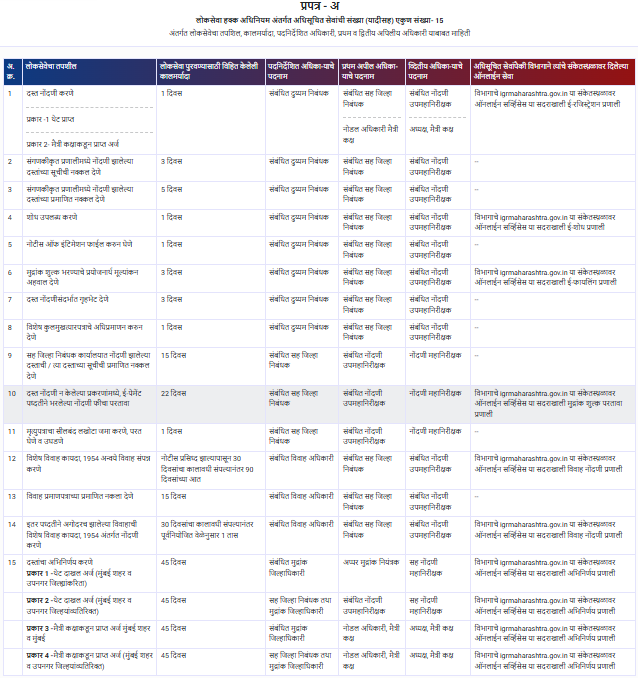 प्रपत्र - अ
लोकसेवा हक्क अधिनियम अंतर्गत अधिसूचित सेवांची संख्या (यादीसह) एकुण संख्या- 15
अंतर्गत लोकसेवेचा तपशिल, कालमर्यादा, पदनिर्देशित अधिकारी, प्रथम व द्वितीय अपिलीय अधिकारी याबाबत माहिती
अ. क्र. लोकसेवेचा तपशील लोकसेवा पुरवण्यासाठी विहित केलेली कालमर्यादा पदनिर्देशित अधिका-याचे पदनाम प्रथम अपील अधिका-याचे पदनाम व्दितीय अधिका-याचे पदनाम अधिसूचित सेवांपैकी विभागाने त्यांचे संकेतस्थळावर दिलेल्या ऑनलाईन सेवा
1 दस्त नोंदणी करणे 1 दिवस संबंधित दुय्यम निबंधक संबंधित सह जिल्हा निबंधक संबंधित नोंदणी उपमहानिरीक्षक विभागाचे igrmaharashtra.gov.in या संकेतस्थळावर ऑनलाईन सर्व्हिसेस या सदराखाली ई-रजिस्ट्रेशन प्रणाली
प्रकार -1 थेट प्राप्त
नोडल अधिकारी मैत्री कक्ष अध्यक्ष, मैत्री कक्ष
प्रकार 2- मैत्री कक्षाकडून प्राप्त अर्ज
2 संगणकीकृत प्रणालीमध्ये नोंदणी झालेल्या दस्तांच्या सूचीची नक्कल देणे 3 दिवस संबंधित दुय्यम निबंधक संबंधित सह जिल्हा निबंधक संबंधित नोंदणी उपमहानिरीक्षक --
3 संगणकीकृत प्रणालीमध्ये नोंदणी झालेल्या दस्तांच्या प्रमाणित नक्कल देणे 5 दिवस संबंधित दुय्यम निबंधक संबंधित सह जिल्हा निबंधक संबंधित नोंदणी उपमहानिरीक्षक --
4 शोध उपलब्ध करणे 1 दिवस संबंधित दुय्यम निबंधक संबंधित सह जिल्हा निबंधक संबंधित नोंदणी उपमहानिरीक्षक विभागाचे igrmaharashtra.gov.in या संकेतस्थळावर ऑनलाईन सर्व्हिसेस या सदराखाली ई-शोध प्रणाली
5 नोटीस ऑफ इंटिमेशन फाईल करुन घेणे 1 दिवस संबंधित दुय्यम निबंधक संबंधित सह जिल्हा निबंधक संबंधित नोंदणी उपमहानिरीक्षक --
6 मुद्रांक शुल्क भरण्याचे प्रयोजनार्थ मूल्यांकन अहवाल देणे 3 दिवस संबंधित दुय्यम निबंधक संबंधित सह जिल्हा निबंधक संबंधित नोंदणी उपमहानिरीक्षक विभागाचे igrmaharashtra.gov.in या संकेतस्थळावर ऑनलाईन सर्व्हिसेस या सदराखाली ई-फायलिंग प्रणाली
7 दस्त नोंदणीसंदर्भात गृहभेट देणे 3 दिवस संबंधित दुय्यम निबंधक संबंधित सह जिल्हा निबंधक संबंधित नोंदणी उपमहानिरीक्षक --
8 विशेष कुलमुखत्यारपत्राचे अधिप्रमाणन करुन देणे 1 दिवस संबंधित दुय्यम निबंधक संबंधित सह जिल्हा निबंधक संबंधित नोंदणी उपमहानिरीक्षक --
9 सह जिल्हा निबंधक कार्यालयात नोंदणी झालेल्या दस्ताची / त्या दस्ताच्या सूचीची प्रमाणित नक्कल देणे 15 दिवस संबंधित सह जिल्हा निबंधक संबंधित नोंदणी उपमहानिरीक्षक नोंदणी महानिरीक्षक --
10 दस्त नोंदणी न केलेल्या प्रकरणांमध्ये, ई-पेमेंट पध्दतीने भरलेल्या नोंदणी फीचा परतावा 22 दिवस संबंधित सह जिल्हा निबंधक संबंधित नोंदणी उपमहानिरीक्षक नोंदणी महानिरीक्षक विभागाचे igrmaharashtra.gov.in या संकेतस्थळावर ऑनलाईन सर्व्हिसेस या सदराखाली मुद्रांक शुल्क परतावा प्रणाली
11 मृत्युपत्राचा सीलबंद लखोटा जमा करणे, परत घेणे व उघडणे 1 दिवस संबंधित सह जिल्हा निबंधक संबंधित नोंदणी उपमहानिरीक्षक नोंदणी महानिरीक्षक --
12 विशेष विवाह कायदा, 1954 अन्वये विवाह संपन्न करणे नोटीस प्रसिध्द झाल्यापासून 30 दिवसांचा कालावधी संपल्यानंतर 90 दिवसांच्या आत संबंधित विवाह अधिकारी संबंधित सह जिल्हा निबंधक संबंधित नोंदणी उपमहानिरीक्षक विभागाचे igrmaharashtra.gov.in या संकेतस्थळावर ऑनलाईन सर्व्हिसेस या सदराखाली विवाह नोंदणी प्रणाली
13 विवाह प्रमाणपत्राच्या प्रमाणित नकला देणे 15 दिवस संबंधित विवाह अधिकारी संबंधित सह जिल्हा निबंधक संबंधित नोंदणी उपमहानिरीक्षक --
14 इतर पध्दतीने अगोदरच झालेल्या विवाहाची विशेष विवाह कायदा, 1954 अंतर्गत नोंदणी करणे 30 दिवसांचा कालावधी संपल्यानंतर पूर्वनियोजित वेळेनुसार 1 तास संबंधित विवाह अधिकारी संबंधित सह जिल्हा निबंधक संबंधित नोंदणी उपमहानिरीक्षक विभागाचे igrmaharashtra.gov.in या संकेतस्थळावर ऑनलाईन सर्व्हिसेस या सदराखाली विवाह नोंदणी प्रणाली
15 दस्तांचा अभिनिर्णय करणे प्रकार 1 -थेट दाखल अर्ज (मुंबई शहर व उपनगर जिल्ह्यांकरिता) 45 दिवस संबंधित मुद्रांक जिल्हाधिकारी अप्पर मुद्रांक नियंत्रक सह नोंदणी महानिरीक्षक विभागाचे igrmaharashtra.gov.in या संकेतस्थळावर ऑनलाईन सर्व्हिसेस या सदराखाली अभिनिर्णय प्रणाली
प्रकार 2 -थेट दाखल अर्ज (मुंबई शहर व उपनगर जिल्ह्यांव्यतिरिक्त) 45 दिवस सह जिल्हा निबंधक तथा मुद्रांक जिल्हाधिकारी संबंधित नोंदणी उपमहानिरीक्षक सह नोंदणी महानिरीक्षक विभागाचे igrmaharashtra.gov.in या संकेतस्थळावर ऑनलाईन सर्व्हिसेस या सदराखाली अभिनिर्णय प्रणाली
प्रकार 3 -मैत्री कक्षाकडून प्राप्त अर्ज मुंबई शहर व मुंबई 45 दिवस संबंधित मुद्रांक जिल्हाधिकारी नोडल अधिकारी, मैत्री कक्ष अध्यक्ष, मैत्री कक्ष विभागाचे igrmaharashtra.gov.in या संकेतस्थळावर ऑनलाईन सर्व्हिसेस या सदराखाली अभिनिर्णय प्रणाली
प्रकार 4 -मैत्री कक्षाकडून प्राप्त अर्ज (मुंबई शहर व उपनगर जिल्ह्यांव्यतिरिक्त) 45 दिवस सह जिल्हा निबंधक तथा मुद्रांक जिल्हाधिकारी नोडल अधिकारी, मैत्री कक्ष अध्यक्ष, मैत्री कक्ष विभागाचे igrmaharashtra.gov.in या संकेतस्थळावर ऑनलाईन सर्व्हिसेस या सदराखाली अभिनिर्णय प्रणाली